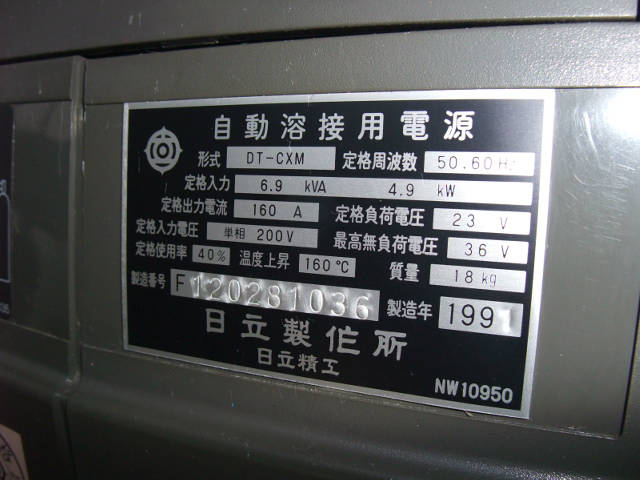 自動溶接用電源
形式 DT-CXM 定格周波数 50.60Hz
定格入力 6.9 kVA 4.9 kW
定格出力電流 160 A 定格負荷電圧 23 V
定格入力電圧 単相 200V 最高無負荷電圧 36 V
定格使用率 40% 温度上昇 160℃ 質量 18 kg
製造番号 F120281036 製造年 1991
日立製作所
日立精工
NW10950